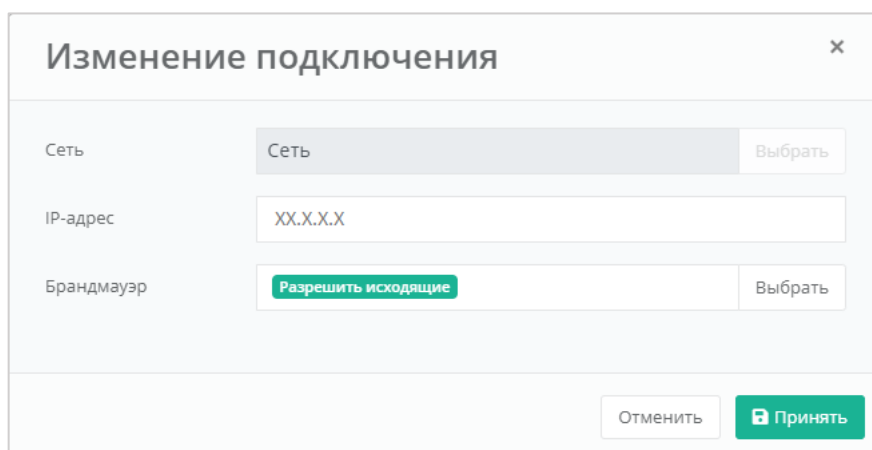 Изменение подключения ×
Сеть Сеть Выбрать
IP-адрес XX.X.X.X
Брандмауэр Разрешить исходящие Выбрать
Отменить Принять